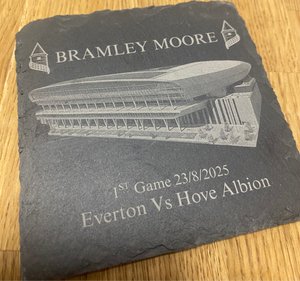 BRAMLEY MOORE
1ST Game 23/8/2025
Everton Vs Hove Albion